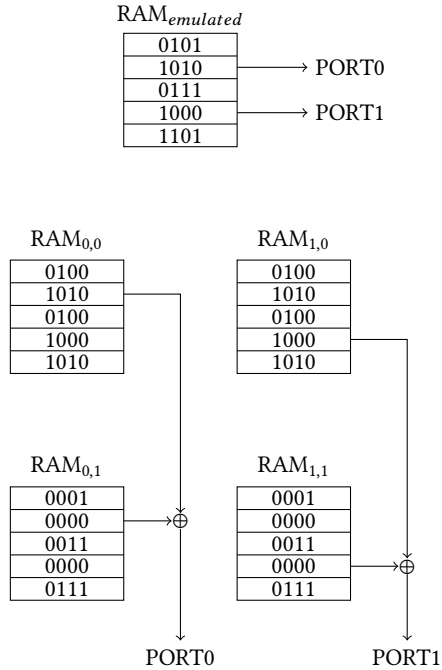 RAMemulated
0101
1010 PORT0
0111
1000 PORT1
1101
RAM0,0 RAM1,0
0100 0100
1010 1010
0100 0100
1000 1000
1010 1010
RAM0,1 RAM1,1
0001 0001
0000 0000
0011 0011
0000 0000
0111 0111
PORT0 PORT1